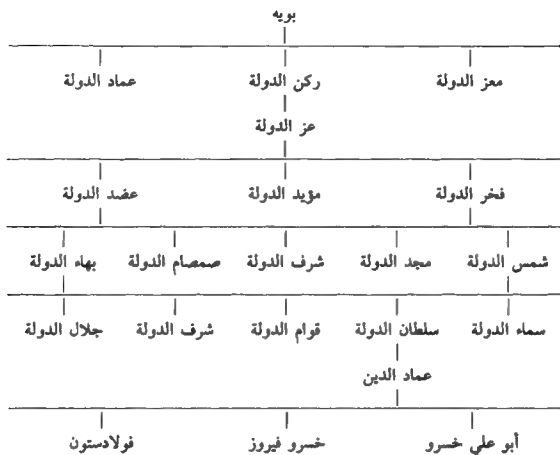 بويه
معز الدولة ركن الدولة عماد الدولة
عز الدولة
فخر الدولة مؤيد الدولة عضد الدولة
شمس الدولة مجد الدولة شرف الدولة صمصام الدولة بهاء الدولة
سماء الدولة سلطان الدولة قوام الدولة شرف الدولة جلال الدولة
عماد الدين
أبو علي خسرو خسرو فيروز فولادستون